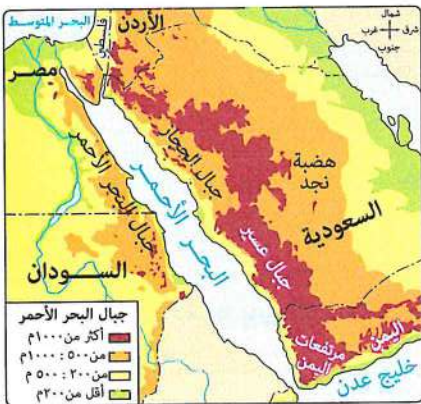 البحر المتوسط
الأردن
فلسطين
مصر
شمال
شرق
غرب
جنوب
جبال الحجاز
جبال البحر الأحمر
البحر الأحمر
هضبة
نجد
السعودية
جبال عسير
السودان
مرتفعات
اليمن
اليمن
خليج عدن
جبال البحر الأحمر
أكثر من ١٠٠٠م
من ٥٠٠ : ١٠٠٠م
من ٢٠٠ : ٥٠٠ م
أقل من ٢٠٠م